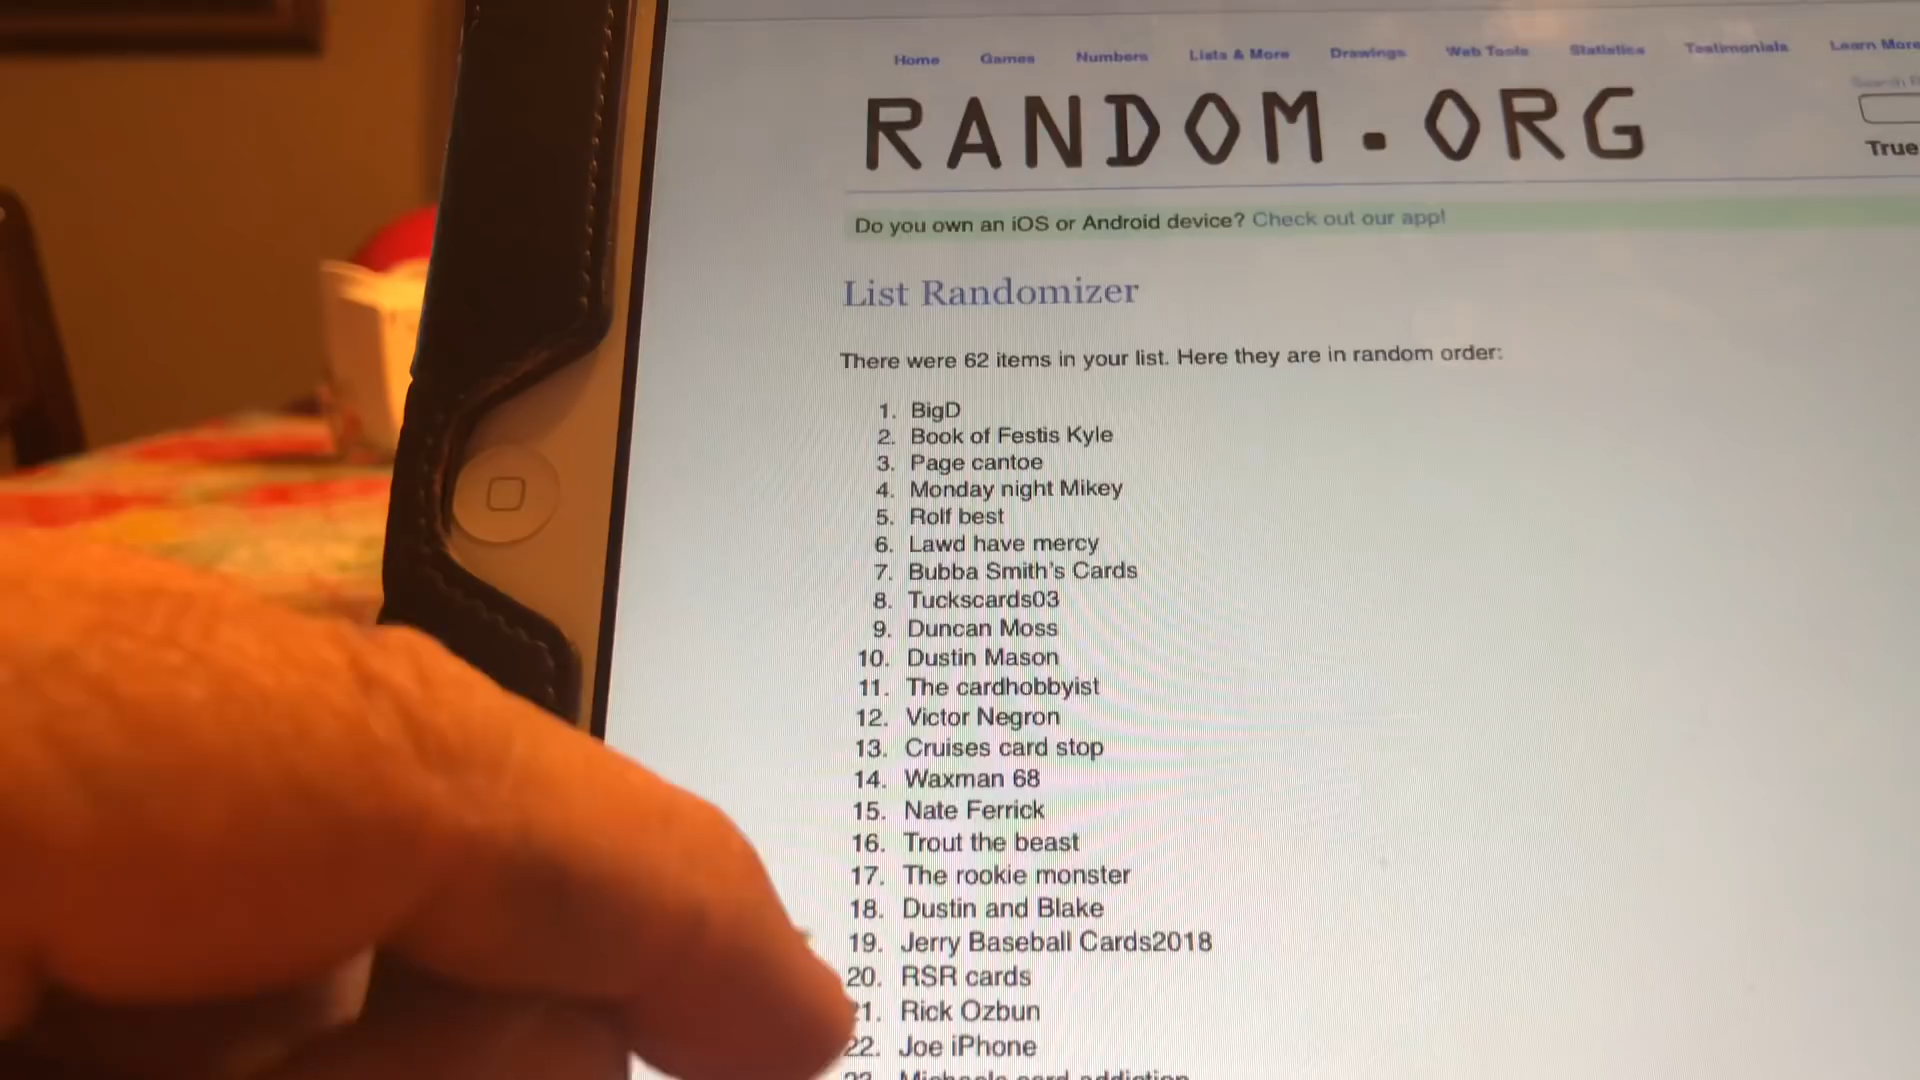 Home Games Numbers Lists & More Drawings Web Tools Statistics Testimonials Learn More
RANDOM.ORG
True
Do you own an iOS or Android device? Check out our app!
List Randomizer
There were 62 items in your list. Here they are in random order:
1. BigD
2. Book of Festis Kyle
3. Page cantoe
4. Monday night Mikey
5. Rolf best
6. Lawd have mercy
7. Bubba Smith's Cards
8. Tuckscards03
9. Duncan Moss
10. Dustin Mason
11. The cardhobbyist
12. Victor Negron
13. Cruises card stop
14. Waxman 68
15. Nate Ferrick
16. Trout the beast
17. The rookie monster
18. Dustin and Blake
19. Jerry Baseball Cards2018
20. RSR cards
21. Rick Ozbun
22. Joe iPhone